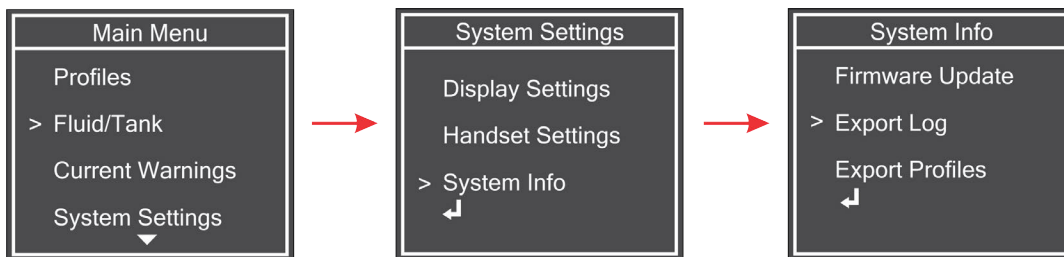 Main Menu
Profiles
> Fluid/Tank
Current Warnings
System Settings
System Settings
Display Settings
Handset Settings
> System Info
System Info
Firmware Update
> Export Log
Export Profiles